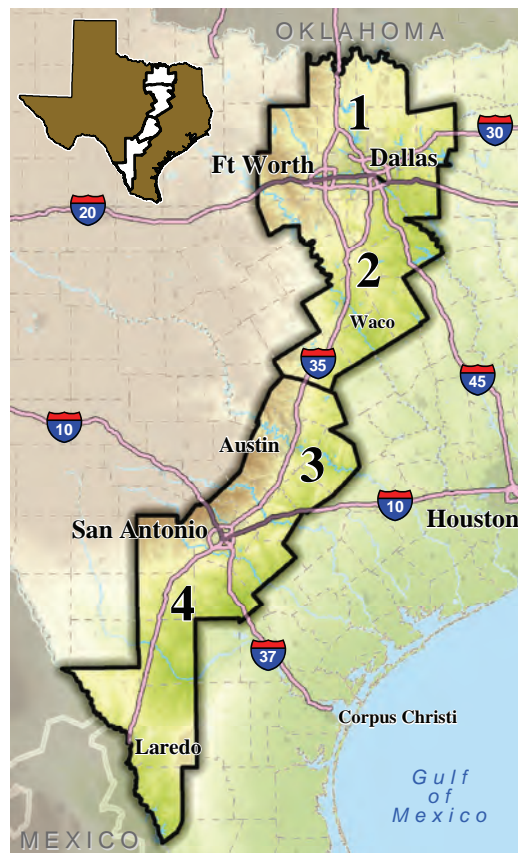 OKLAHOMA
1
30
Ft Worth
Dallas
20
2
Waco
35
45
10
Austin
3
10
San Antonio
Houston
4
37
Corpus Christi
Laredo
Gulf
of
Mexico
MEXICO